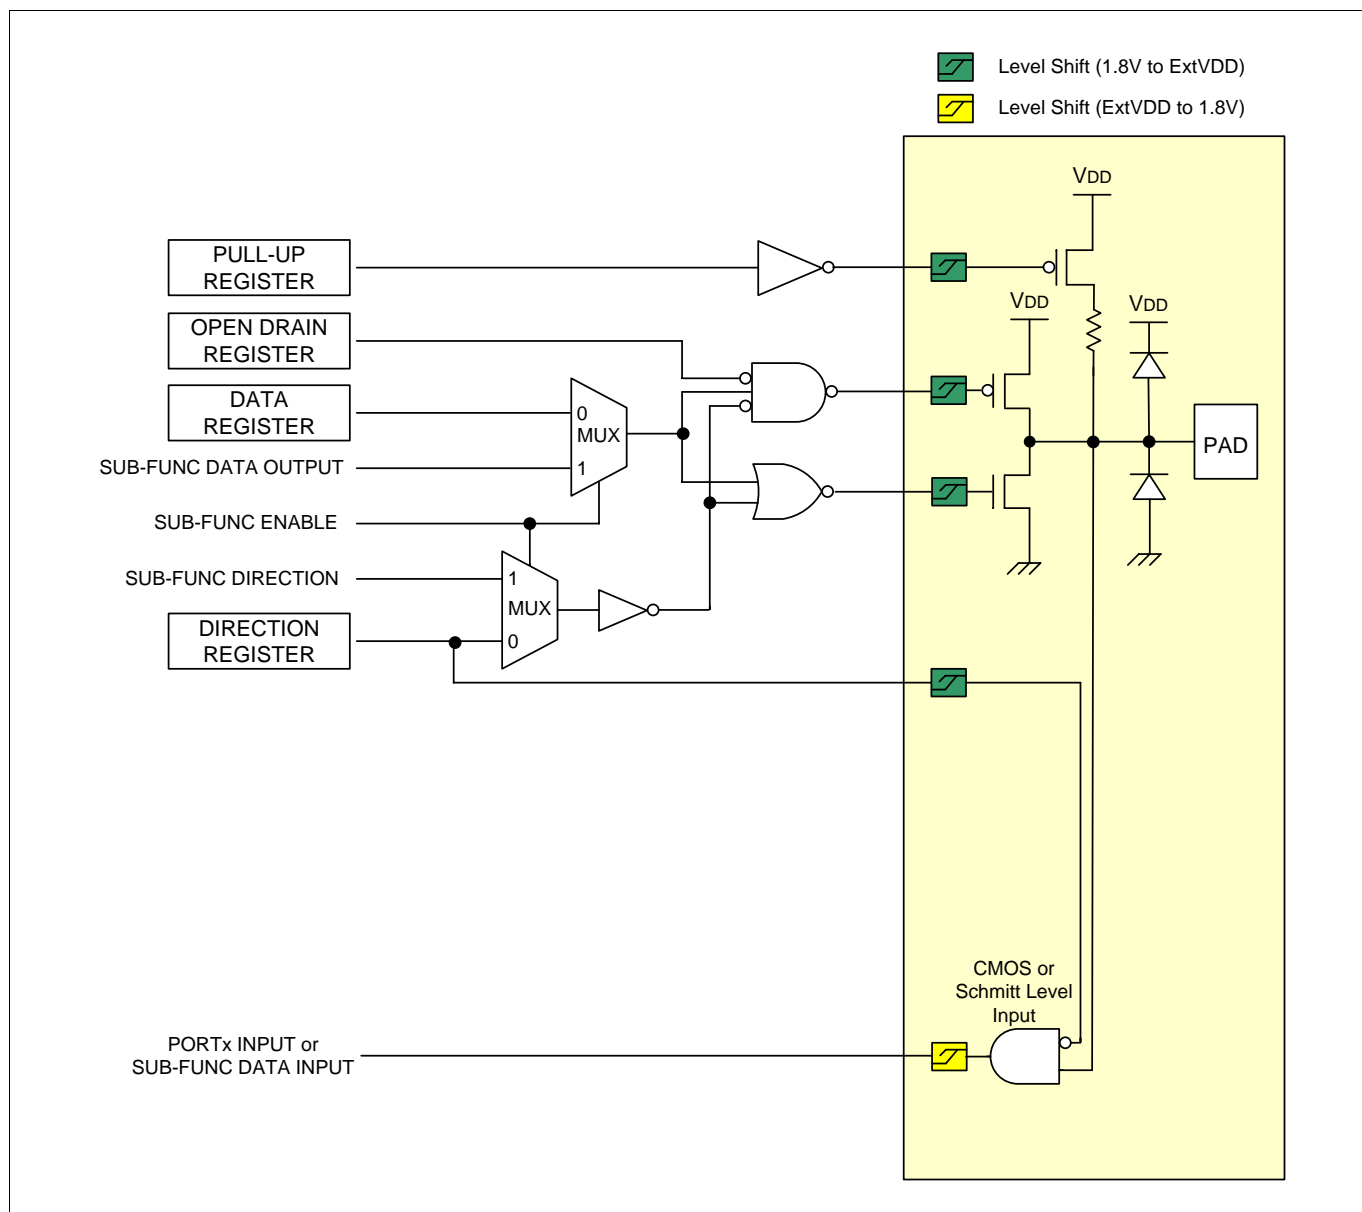 Level Shift (1.8V to ExtVDD)
Level Shift (ExtVDD to 1.8V)
VDD
PULL-UP
REGISTER
VDD
VDD
OPEN DRAIN
REGISTER
DATA
REGISTER
0
MUX
1
SUB-FUNC DATA OUTPUT
PAD
SUB-FUNC ENABLE
SUB-FUNC DIRECTION
1
MUX
0
DIRECTION
REGISTER
CMOS or
Schmitt Level
Input
PORTx INPUT or
SUB-FUNC DATA INPUT